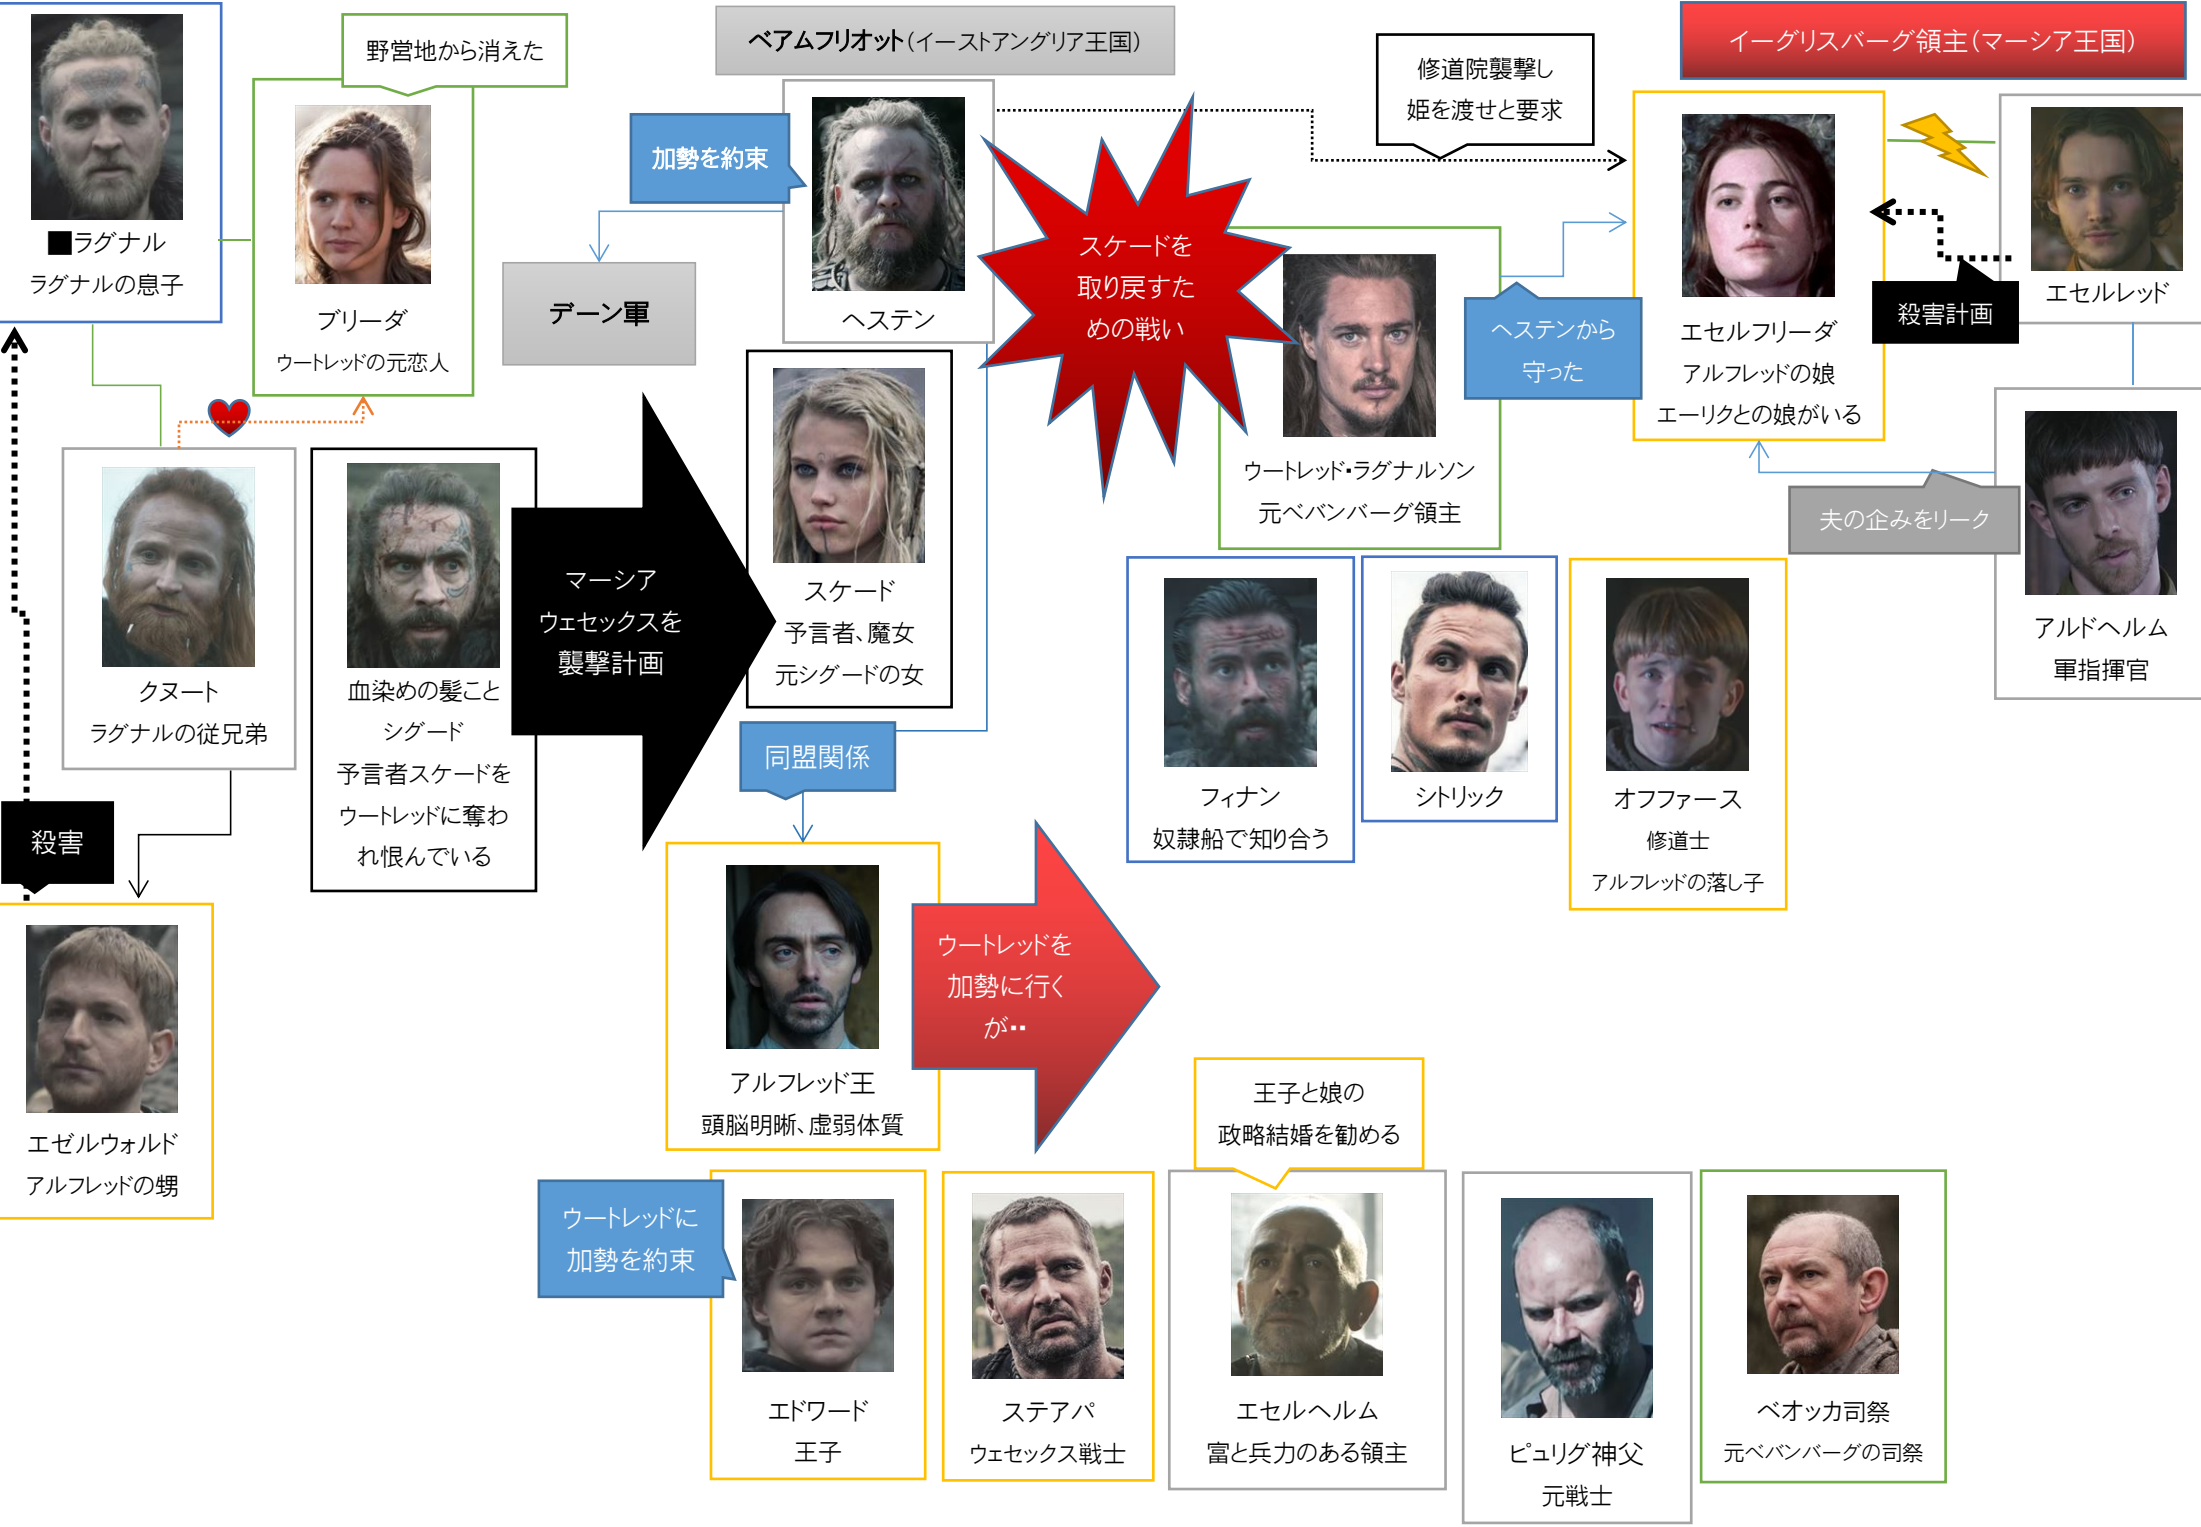 野営地から消えた
ベアムフリオット（イーストアングリア王国）
イーグリスバーグ領主（マーシア王国）
修道院襲撃し
姫を渡せと要求
加勢を約束
■ラグナル
ラグナルの息子
ブリーダ
ウートレッドの元恋人
デーン軍
ヘステン
スケードを
取り戻すた
めの戦い
ヘステンから
守った
エセルフリーダ
アルフレッドの娘
エーリクとの娘がいる
殺害計画
エセルレッド
ウートレッド・ラグナルソン
元ベバンバーグ領主
夫の企みをリーク
アルドヘルム
軍指揮官
クヌート
ラグナルの従兄弟
血染めの髪こと
シグード
予言者スケードを
ウートレッドに奪わ
れ恨んでいる
マーシア
ウェセックスを
襲撃計画
スケード
予言者、魔女
元シグードの女
同盟関係
フィナン
奴隷船で知り合う
シトリック
オファース
修道士
アルフレッドの落し子
殺害
エゼルウォルド
アルフレッドの甥
アルフレッド王
頭脳明晰、虚弱体質
ウートレッドを
加勢に行く
が・・
王子と娘の
政略結婚を勧める
ウートレッドに
加勢を約束
エドワード
王子
ステアパ
ウェセックス戦士
エセルヘルム
富と兵力のある領主
ピュリグ神父
元戦士
ベオッカ司祭
元ベバンバーグの司祭